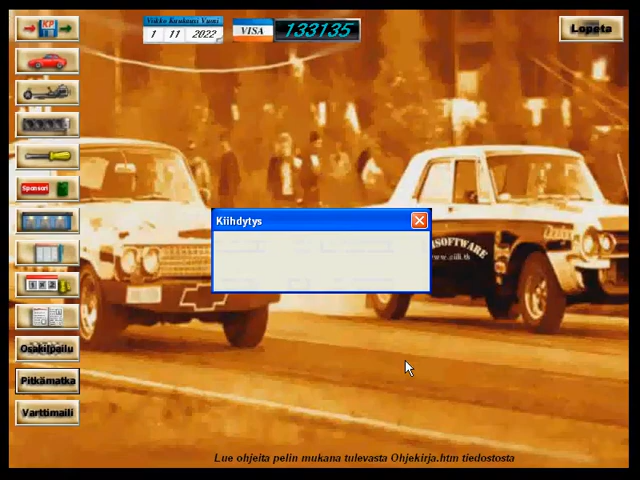 KP
Viikko Kuukausi Vuosi
1 11 2022
VISA
133135
Lopeta
Sponsori
Kiihdytys
Osakilpailu
Pitkämatka
Varttimaili
Lue ohjeita pelin mukana tulevasta Ohjekirja.htm tiedostosta